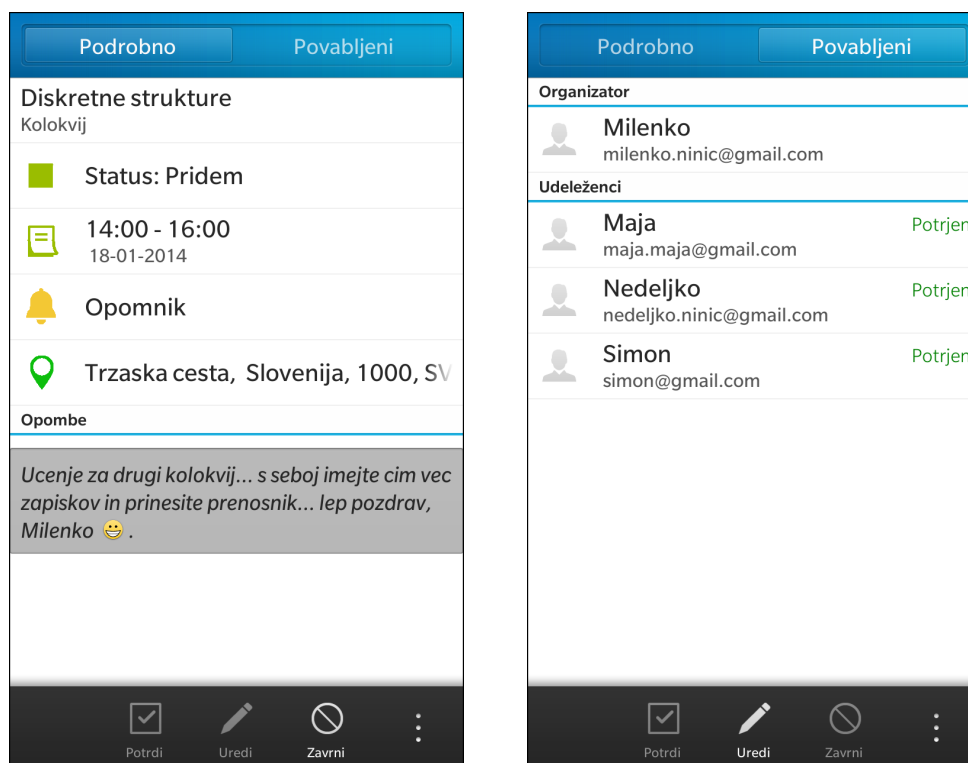 Podrobno Povabljeni
Diskretne strukture
Kolokvij
Status: Pridem
14:00 - 16:00
18-01-2014
Opomnik
Trzaska cesta, Slovenija, 1000, SV
Opombe
Ucenje za drugi kolokvij... s seboj imejte cim vec
zapiskov in prinesite prenosnik... lep pozdrav,
Milenko 😀 .
Potrdi Uredi Zavrni
Podrobno Povabljeni
Organizator
Milenko
milenko.ninic@gmail.com
Udeleženci
Maja Potrjen
maja.maja@gmail.com
Nedeljko Potrjen
nedeljko.ninic@gmail.com
Simon Potrjen
simon@gmail.com
Potrdi Uredi Zavrni